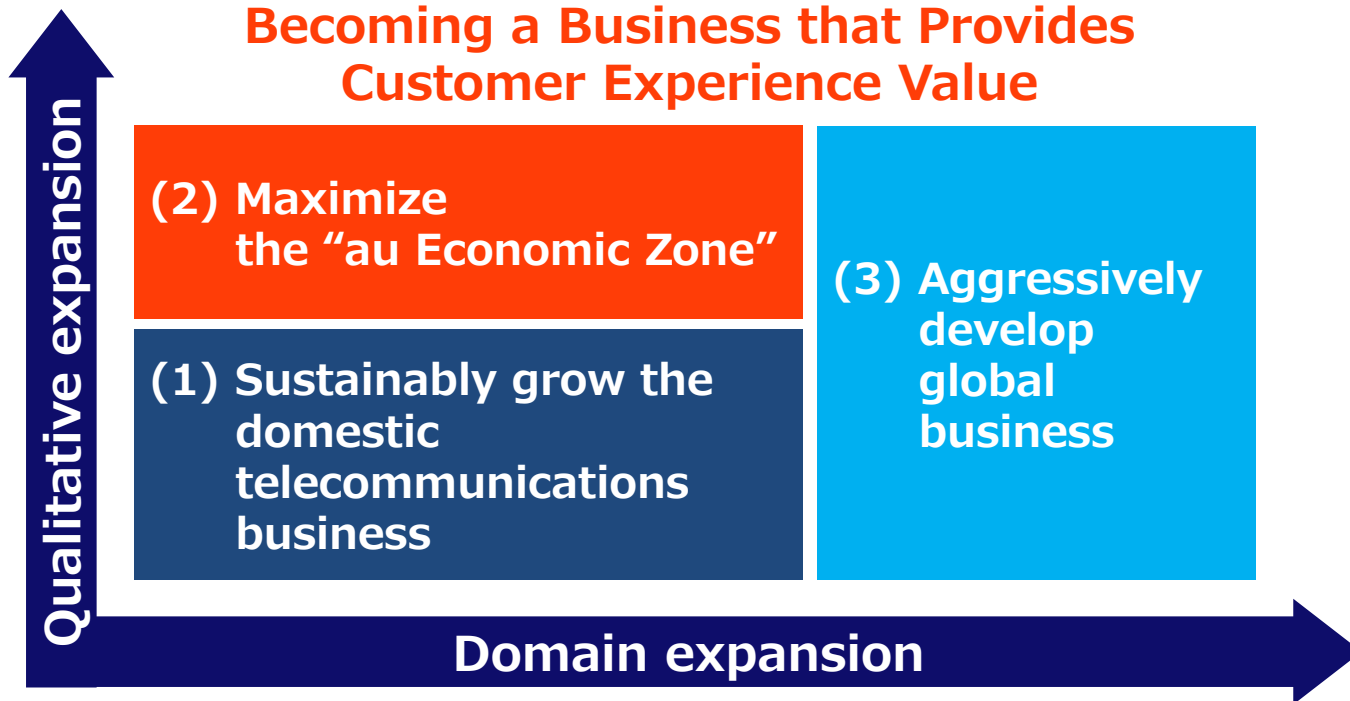 Becoming a Business that Provides
Customer Experience Value
Qualitative expansion
(2) Maximize
the “au Economic Zone”
(1) Sustainably grow the
domestic
telecommunications
business
(3) Aggressively
develop
global
business
Domain expansion